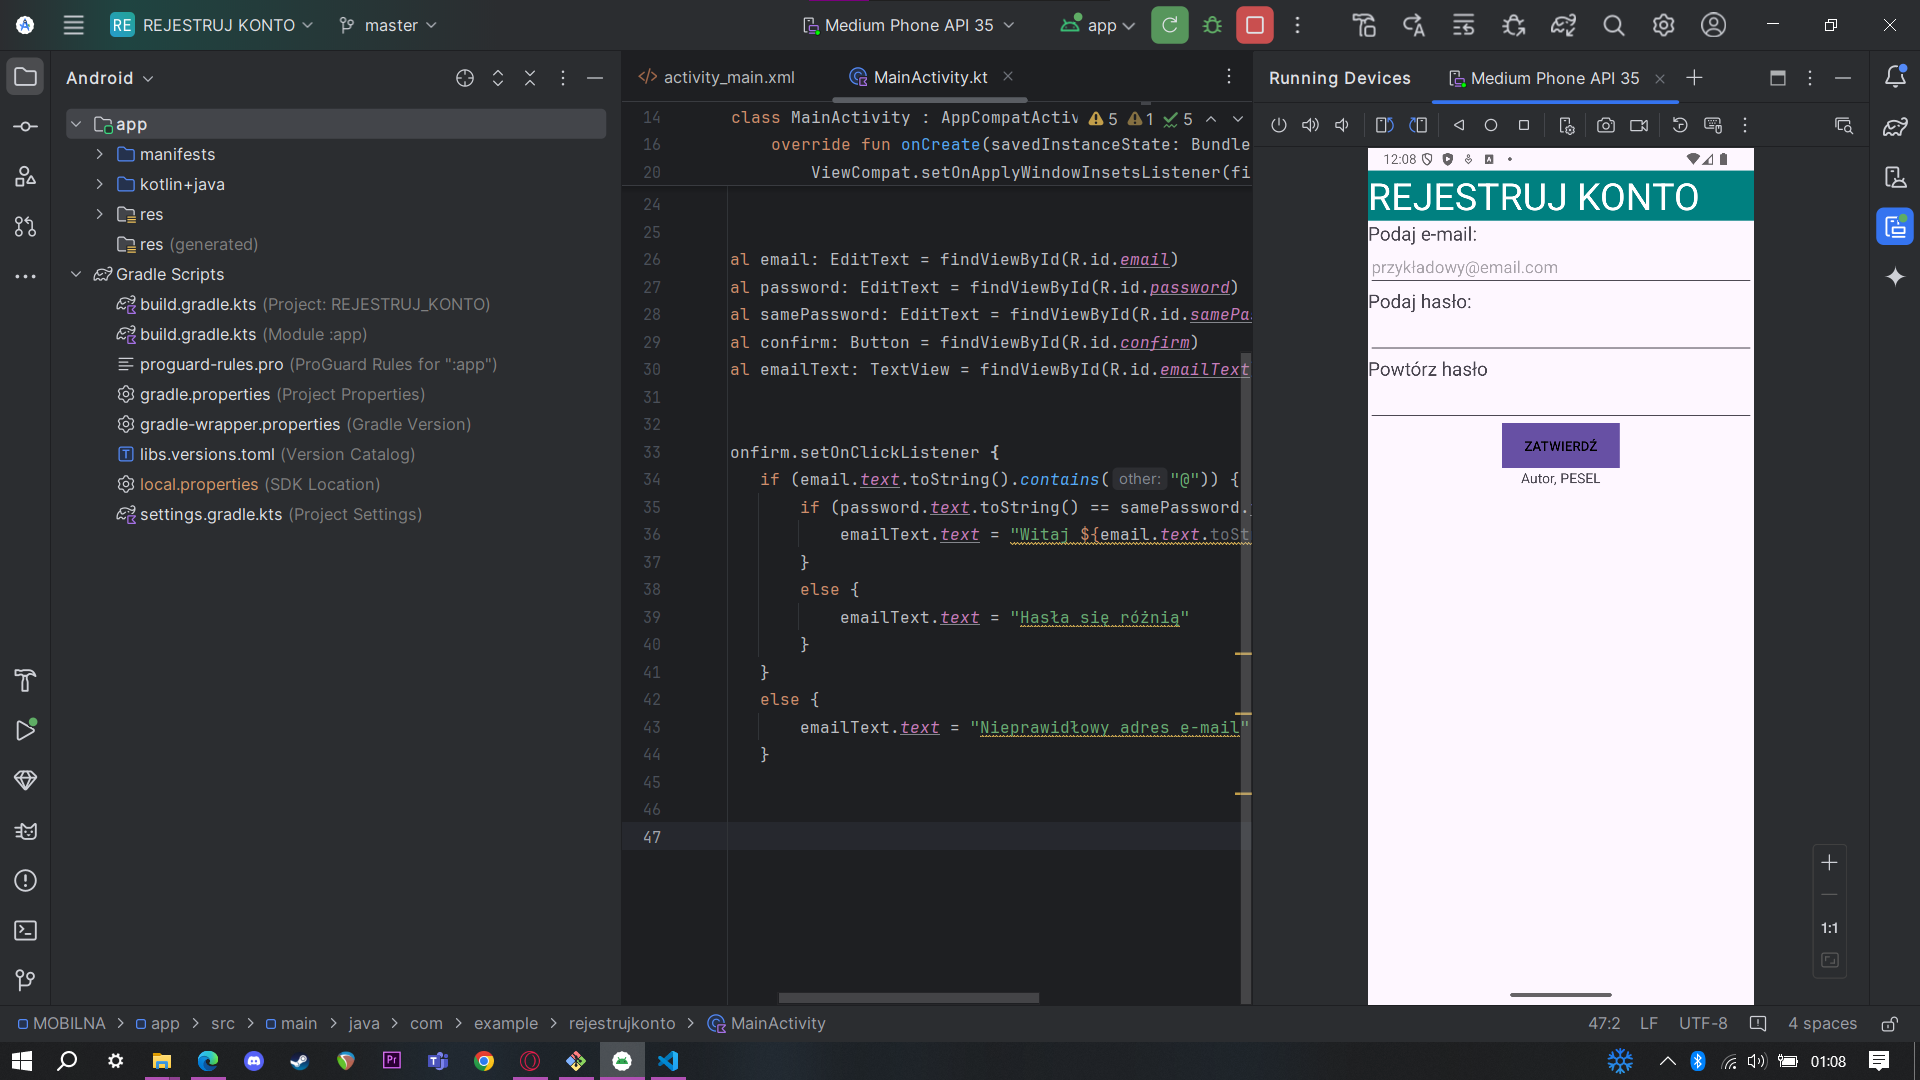 RE REJESTRUJ KONTO master Medium Phone API 35 app
Android
app
manifests
kotlin+java
res
res (generated)
Gradle Scripts
build.gradle.kts (Project: REJESTRUJ_KONTO)
build.gradle.kts (Module :app)
proguard-rules.pro (ProGuard Rules for ":app")
gradle.properties (Project Properties)
gradle-wrapper.properties (Gradle Version)
libs.versions.toml (Version Catalog)
local.properties (SDK Location)
settings.gradle.kts (Project Settings)
activity_main.xml MainActivity.kt
14 class MainActivity : AppCompatActiv 5 1 5
16 override fun onCreate(savedInstanceState: Bundle
20 ViewCompat.setOnApplyWindowInsetsListener(fi
24
25
26 al email: EditText = findViewById(R.id.email)
27 al password: EditText = findViewById(R.id.password)
28 al samePassword: EditText = findViewById(R.id.samePa
29 al confirm: Button = findViewById(R.id.confirm)
30 al emailText: TextView = findViewById(R.id.emailText
31
32
33 onfirm.setOnClickListener {
34 if (email.text.toString().contains( other: "@")) {
35 if (password.text.toString() == samePassword.
36 emailText.text = "Witaj ${email.text.toSt
37 }
38 else {
39 emailText.text = "Hasła się różnią"
40 }
41 }
42 else {
43 emailText.text = "Nieprawidłowy adres e-mail"
44 }
45
46
47
Running Devices Medium Phone API 35
12:08
REJESTRUJ KONTO
Podaj e-mail:
przykładowy@email.com
Podaj hasło:
Powtórz hasło
ZATWIERDŹ
Autor, PESEL
1:1
MOBILNA > app > src > main > java > com > example > rejestrujkonto > MainActivity
47:2 LF UTF-8 4 spaces
01:08